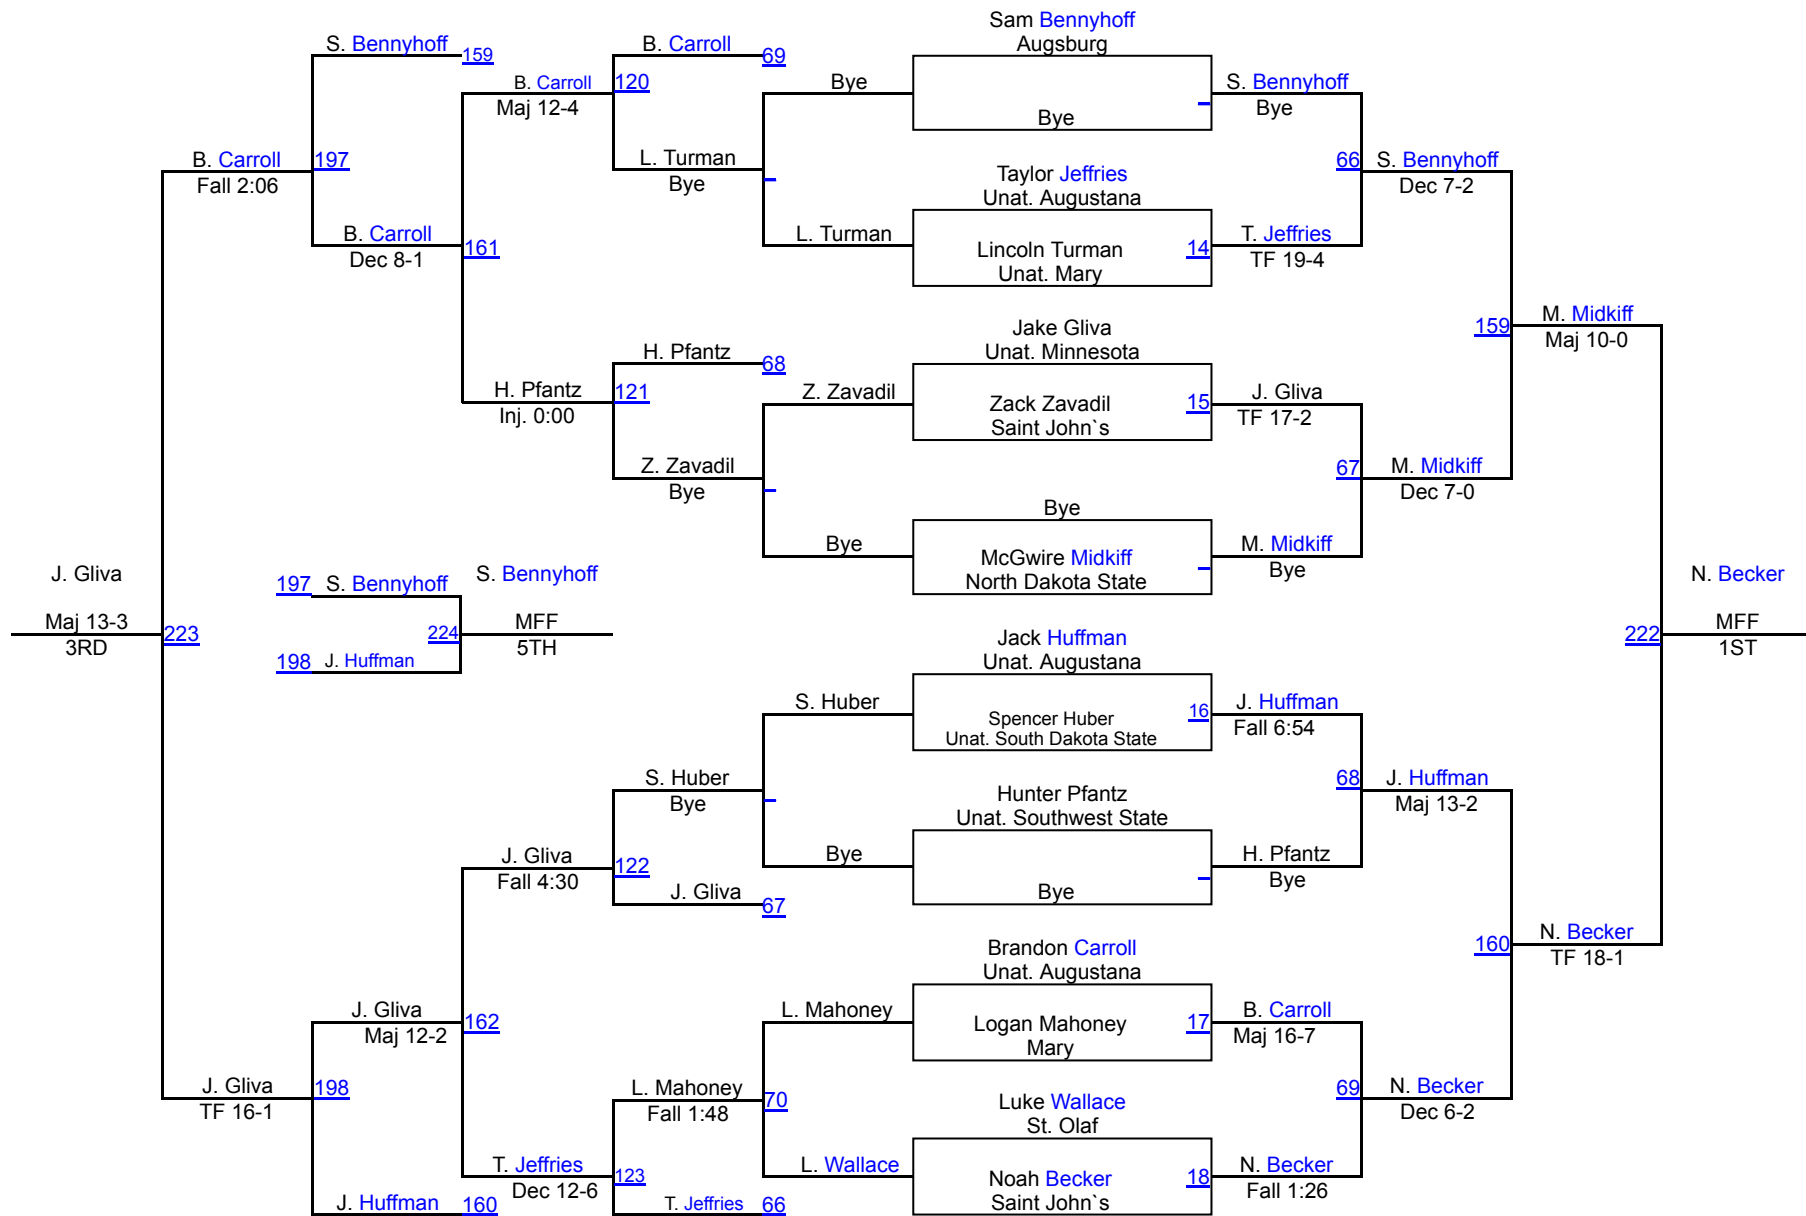 Sam Bennyhoff
Augsburg
Bye
Taylor Jeffries
Unat. Augustana
Lincoln Turman
Unat. Mary
14
Jake Gliva
Unat. Minnesota
Zack Zavadil
Saint John`s
15
Bye
McGwire Midkiff
North Dakota State
Jack Huffman
Unat. Augustana
Spencer Huber
Unat. South Dakota State
16
Hunter Pfantz
Unat. Southwest State
Bye
Brandon Carroll
Unat. Augustana
Logan Mahoney
Mary
17
Luke Wallace
St. Olaf
Noah Becker
Saint John`s
18
S. Bennyhoff
Bye
66
T. Jeffries
TF 19-4
J. Gliva
TF 17-2
67
M. Midkiff
Bye
J. Huffman
Fall 6:54
68
H. Pfantz
Bye
B. Carroll
Maj 16-7
69
N. Becker
Fall 1:26
S. Bennyhoff
Dec 7-2
159
M. Midkiff
Dec 7-0
J. Huffman
Maj 13-2
160
N. Becker
Dec 6-2
M. Midkiff
Maj 10-0
222
N. Becker
TF 18-1
N. Becker
MFF
1ST
Bye
L. Turman
Z. Zavadil
Bye
S. Huber
Bye
L. Mahoney
70
L. Wallace
B. Carroll
69
120
L. Turman
Bye
H. Pfantz
68
121
Z. Zavadil
Bye
S. Huber
Bye
122
J. Gliva
67
L. Mahoney
Fall 1:48
123
T. Jeffries
66
B. Carroll
Maj 12-4
161
H. Pfantz
Inj. 0:00
J. Gliva
Fall 4:30
162
T. Jeffries
Dec 12-6
S. Bennyhoff
159
197
B. Carroll
Dec 8-1
J. Gliva
Maj 12-2
198
J. Huffman
160
B. Carroll
Fall 2:06
223
J. Gliva
TF 16-1
J. Gliva
Maj 13-3
3RD
197
S. Bennyhoff
224
198
J. Huffman
S. Bennyhoff
MFF
5TH